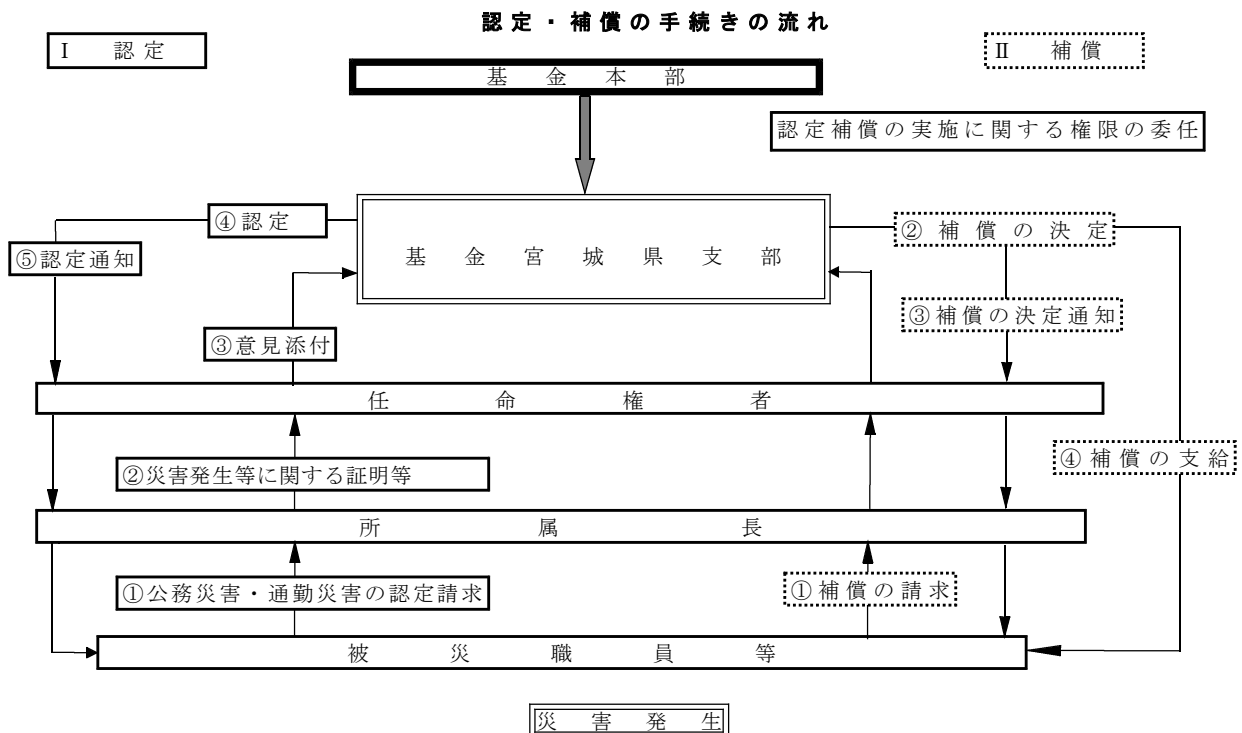 認定・補償の手続きの流れ
Ⅰ 認定
Ⅱ 補償
基金本部
認定補償の実施に関する権限の委任
④認定
②補償の決定
⑤認定通知
基金宮城県支部
③補償の決定通知
③意見添付
任命権者
②災害発生等に関する証明等
④補償の支給
所属長
①公務災害・通勤災害の認定請求
①補償の請求
被災職員等
災害発生